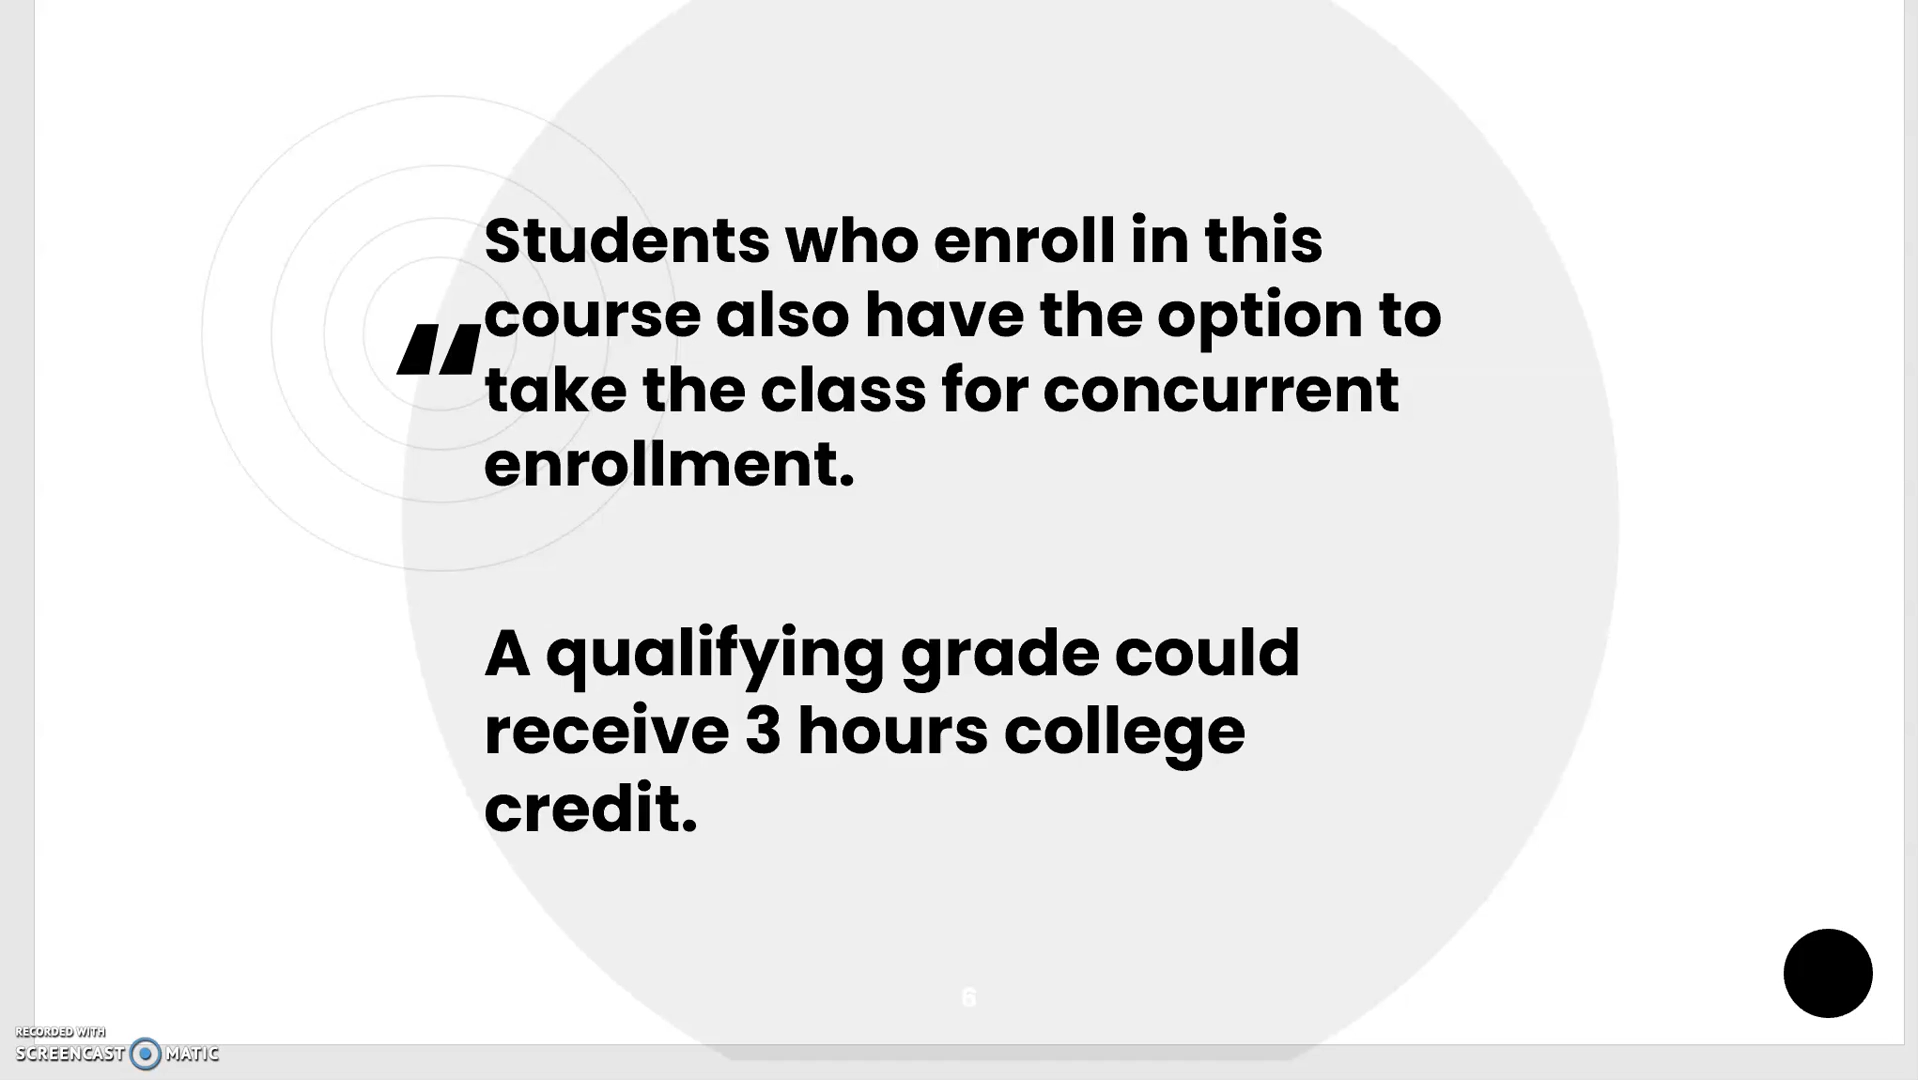 Students who enroll in this
course also have the option to
“
take the class for concurrent
enrollment.
A qualifying grade could
receive 3 hours college
credit.
6
RECORDED WITH
SCREENCAST MATIC